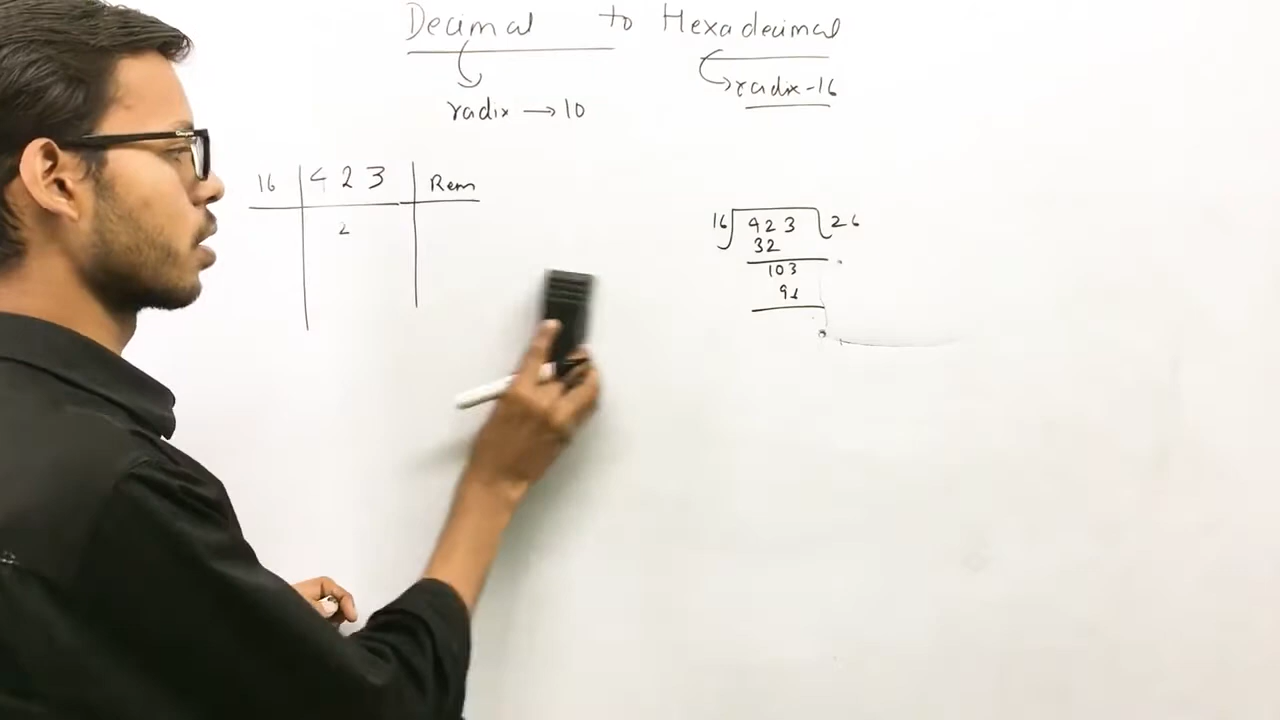 Decimal to Hexadecimal
radix → 10
radix-16
16 423 Rem
2
16 423 26
32
103
96